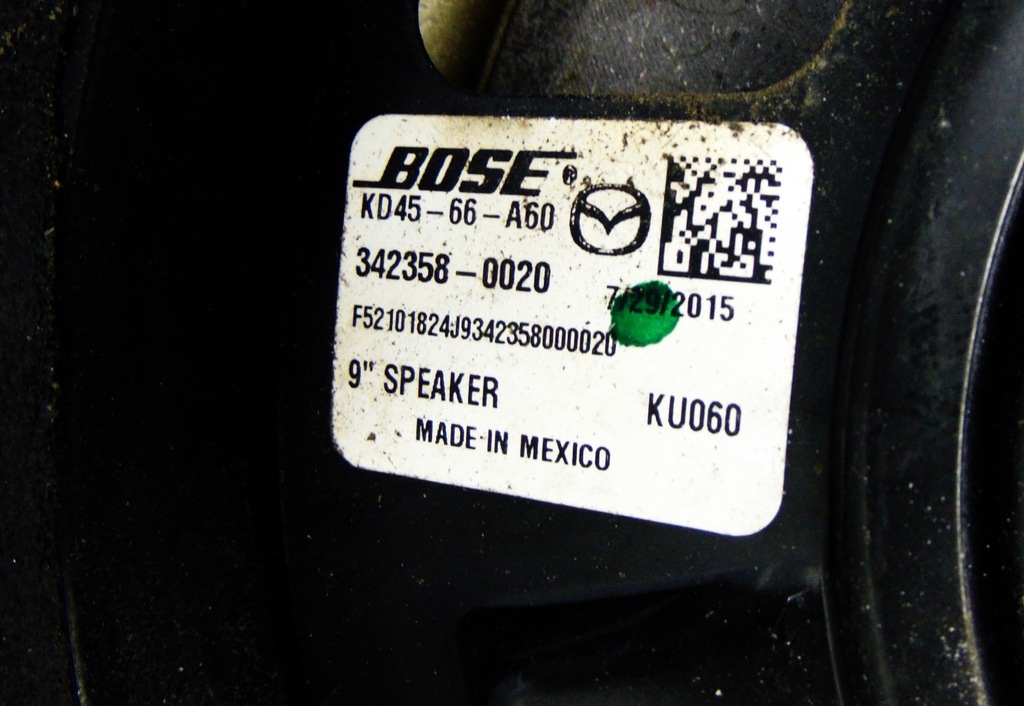 BOSE®
KD45-66-A60
342358-0020
7/29/2015
F52101824J9342358000020
9" SPEAKER
KU060
MADE IN MEXICO